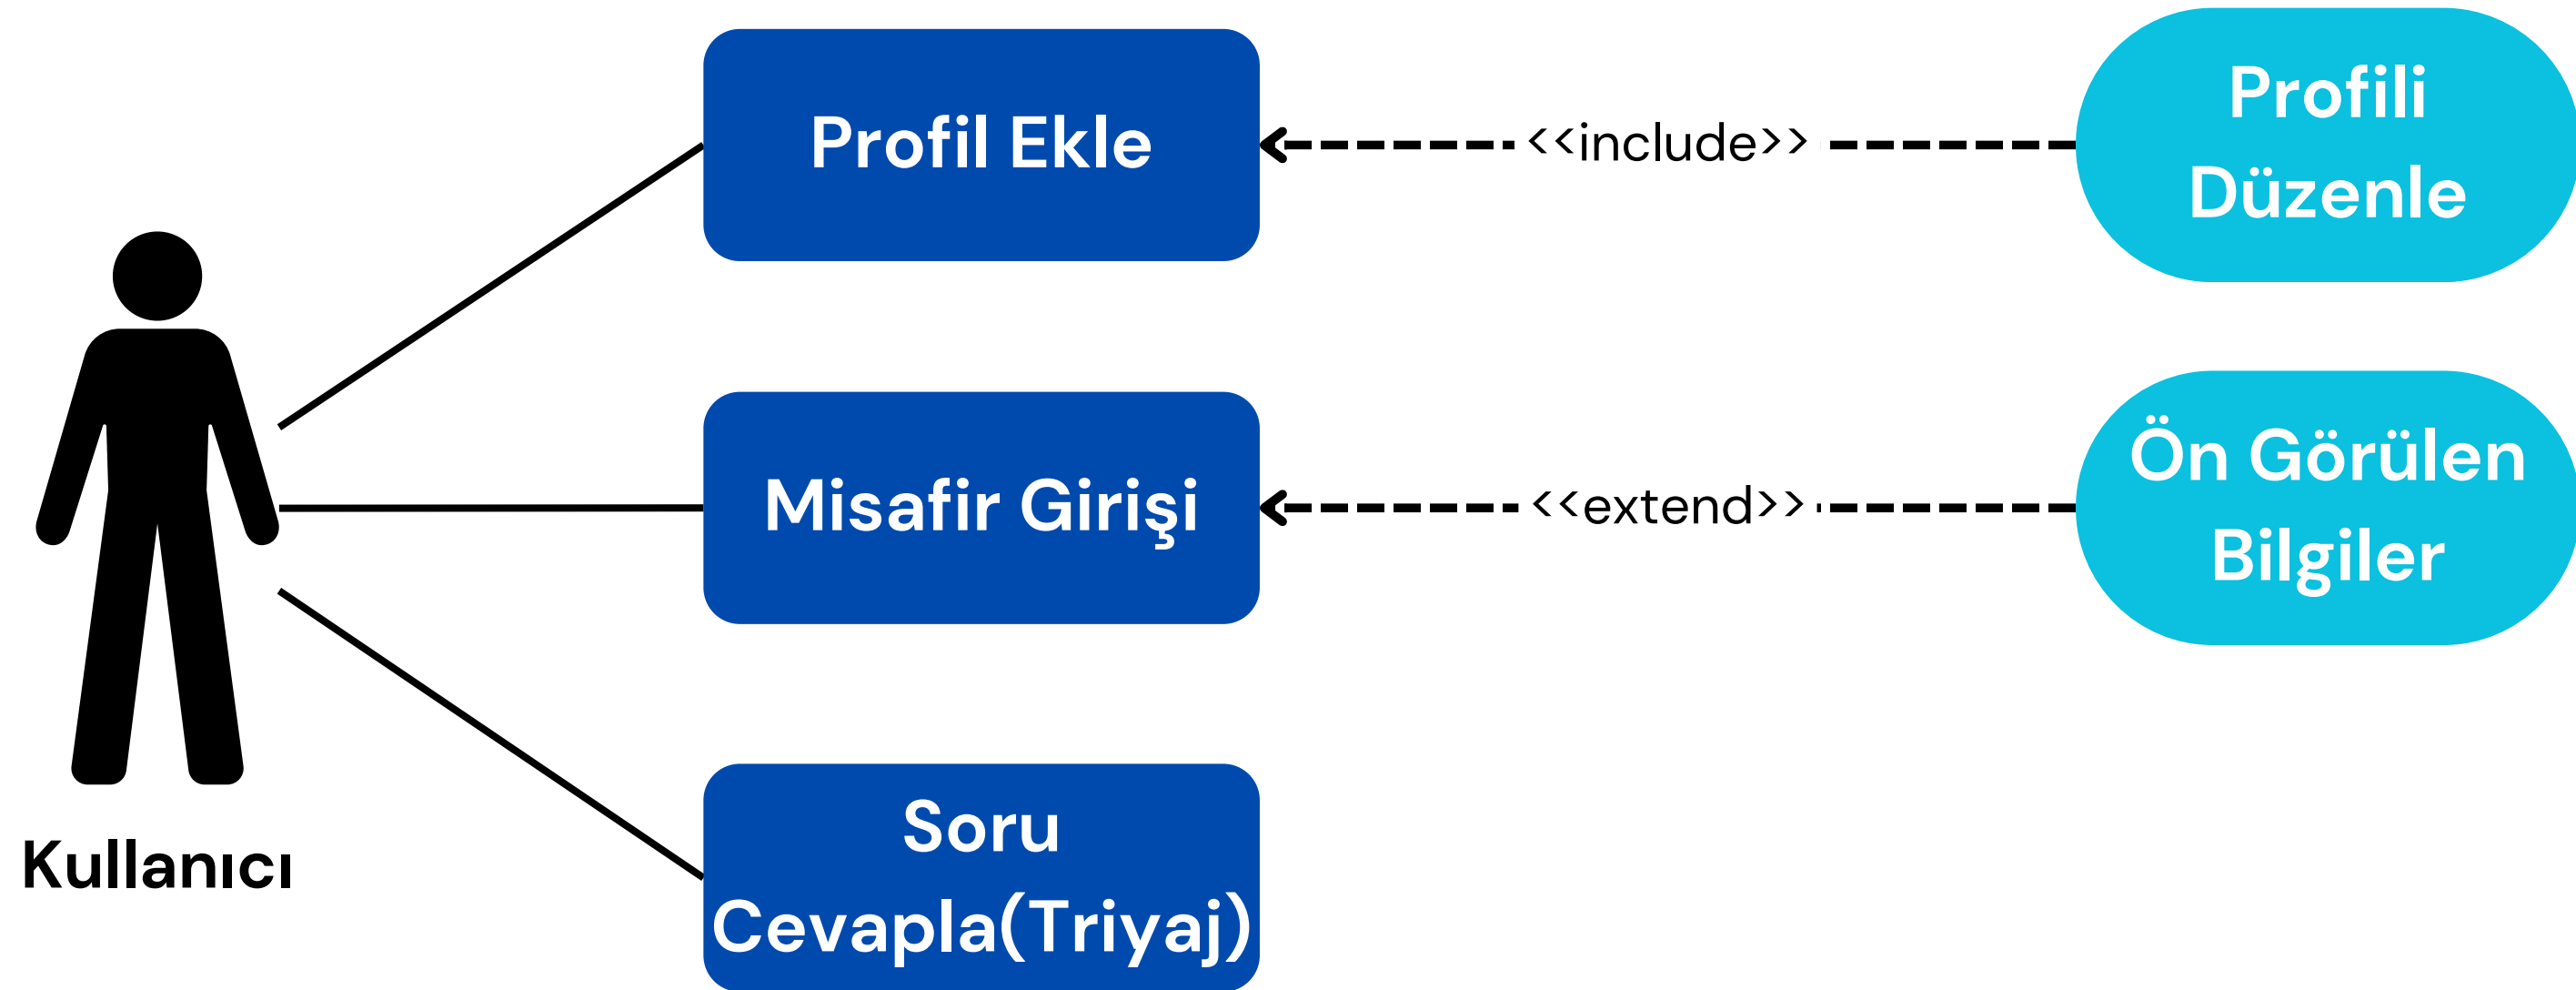 Profil Ekle
<<include>>
Profili
Düzenle
Misafir Girişi
<<extend>>
Ön Görülen
Bilgiler
Soru
Cevapla(Triyaj)
Kullanıcı